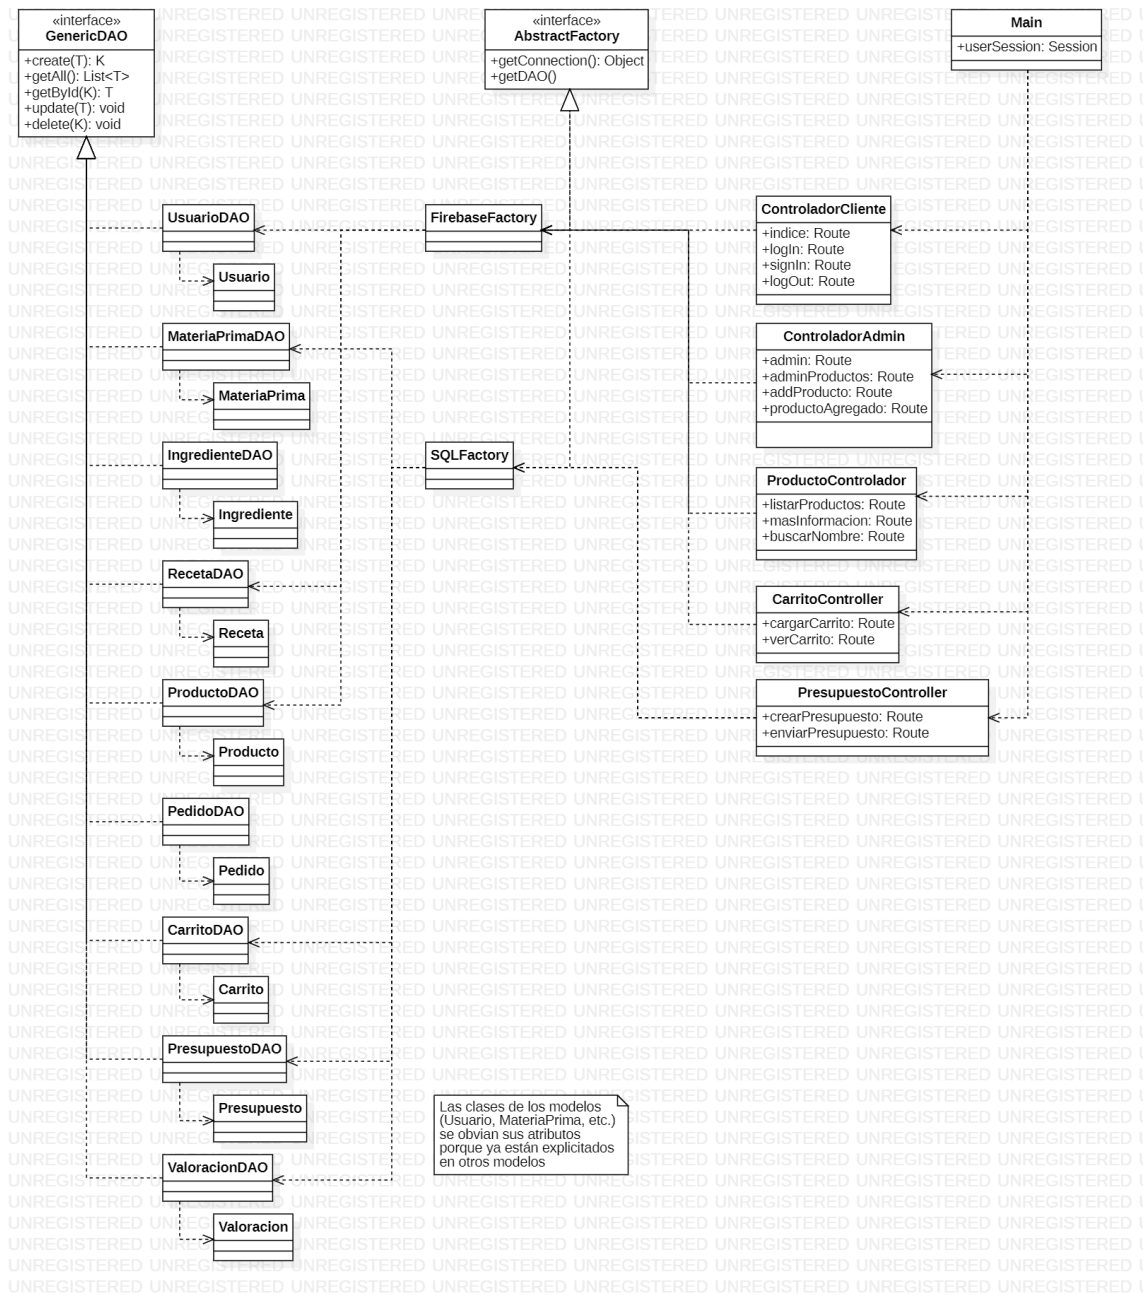 «interface»
GenericDAO
+create(T): K
+getAll(): List<T>
+getById(K): T
+update(T): void
+delete(K): void
«interface»
AbstractFactory
+getConnection(): Object
+getDAO()
Main
+userSession: Session
UsuarioDAO
Usuario
MateriaPrimaDAO
MateriaPrima
IngredienteDAO
Ingrediente
RecetaDAO
Receta
ProductoDAO
Producto
PedidoDAO
Pedido
CarritoDAO
Carrito
PresupuestoDAO
Presupuesto
ValoracionDAO
Valoracion
FirebaseFactory
SQLFactory
ControladorCliente
+indice: Route
+logIn: Route
+signIn: Route
+logOut: Route
ControladorAdmin
+admin: Route
+adminProductos: Route
+addProducto: Route
+productoAgregado: Route
ProductoControlador
+listarProductos: Route
+masInformacion: Route
+buscarNombre: Route
CarritoController
+cargarCarrito: Route
+verCarrito: Route
PresupuestoController
+crearPresupuesto: Route
+enviarPresupuesto: Route
Las clases de los modelos
(Usuario, MateriaPrima, etc.)
se obvian sus atributos
porque ya están explicitados
en otros modelos
UNREGISTERED